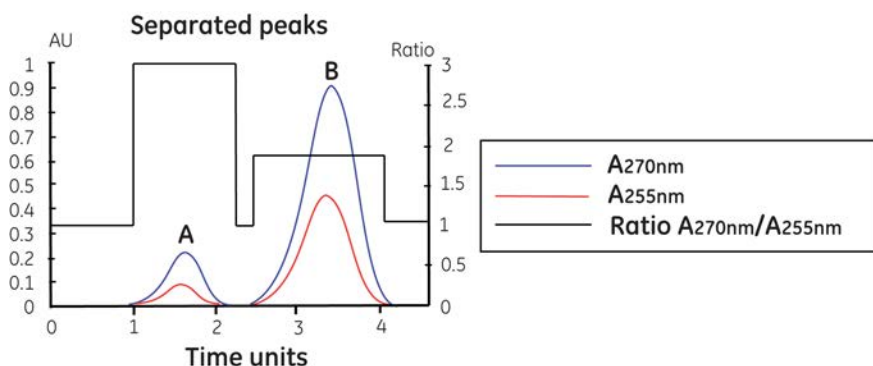 Separated peaks
AU
Ratio
1
0.9
0.8
0.7
0.6
0.5
0.4
0.3
0.2
0.1
0
A
B
3
2.5
2
1.5
1
0.5
0
0 1 2 3 4
Time units
A270nm
A255nm
Ratio A270nm/A255nm